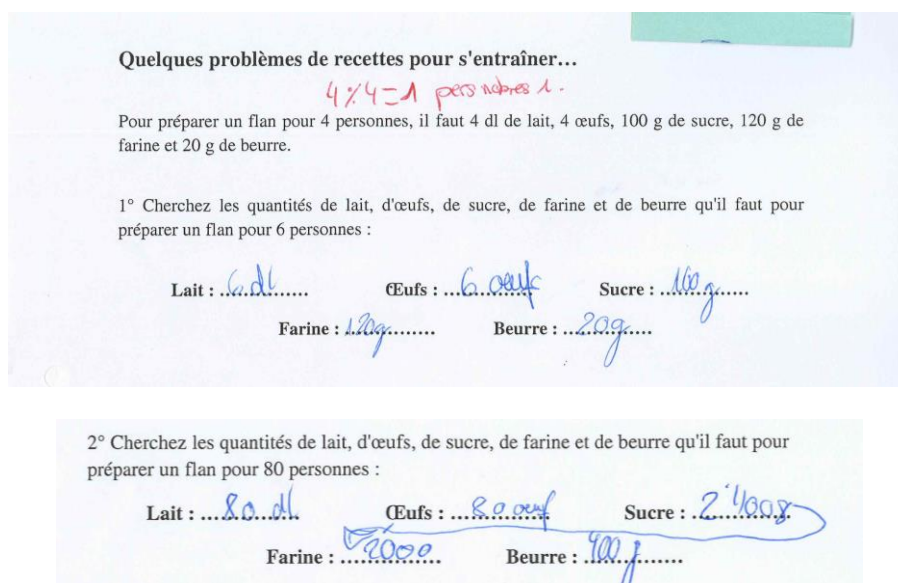 Quelques problèmes de recettes pour s'entraîner…
4 % 4 = 1 pers nobres 1.
Pour préparer un flan pour 4 personnes, il faut 4 dl de lait, 4 œufs, 100 g de sucre, 120 g de
farine et 20 g de beurre.
1° Cherchez les quantités de lait, d'œufs, de sucre, de farine et de beurre qu'il faut pour
préparer un flan pour 6 personnes :
Lait : ...6 dl...... Œufs : ...6 oeufs Sucre : ..100 g.....
Farine : 120g........ Beurre : ..20g.....
2° Cherchez les quantités de lait, d'œufs, de sucre, de farine et de beurre qu'il faut pour
préparer un flan pour 80 personnes :
Lait : ....80 dl. Œufs : ...80 oeuf Sucre : ..2'400g.
Farine : ...2000... Beurre : .400 g......